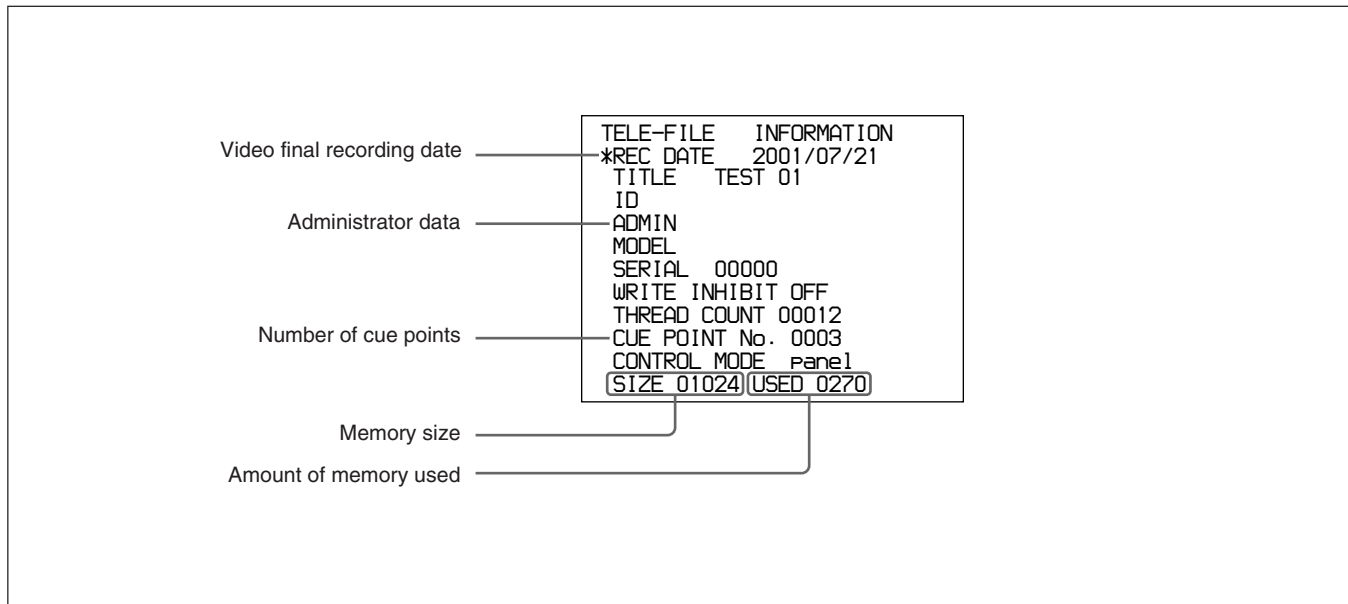 TELE-FILE INFORMATION
Video final recording date
*REC DATE 2001/07/21
TITLE TEST 01
ID
Administrator data
ADMIN
MODEL
SERIAL 00000
WRITE INHIBIT OFF
THREAD COUNT 00012
Number of cue points
CUE POINT No. 0003
CONTROL MODE panel
SIZE 01024 USED 0270
Memory size
Amount of memory used